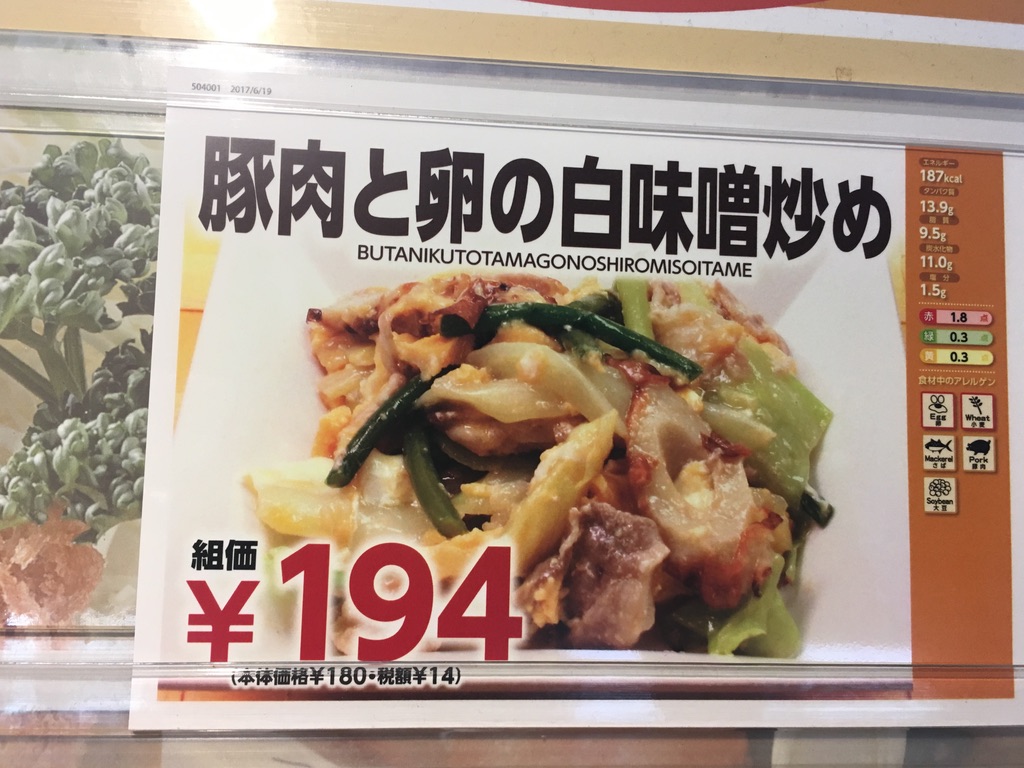 504001 2017/6/19
豚肉と卵の白味噌炒め
BUTANIKUTOTAMAGONOSHIROMISOITAME
組価
¥194
(本体価格¥180・税額¥14)
エネルギー
187kcal
タンパク質
13.9g
脂質
9.5g
炭水化物
11.0g
塩分
1.5g
赤 1.8 点
緑 0.3 点
黄 0.3 点
食材中のアレルゲン
Egg Wheat
卵 小麦
Mackerel Pork
さば 豚肉
Soybean
大豆